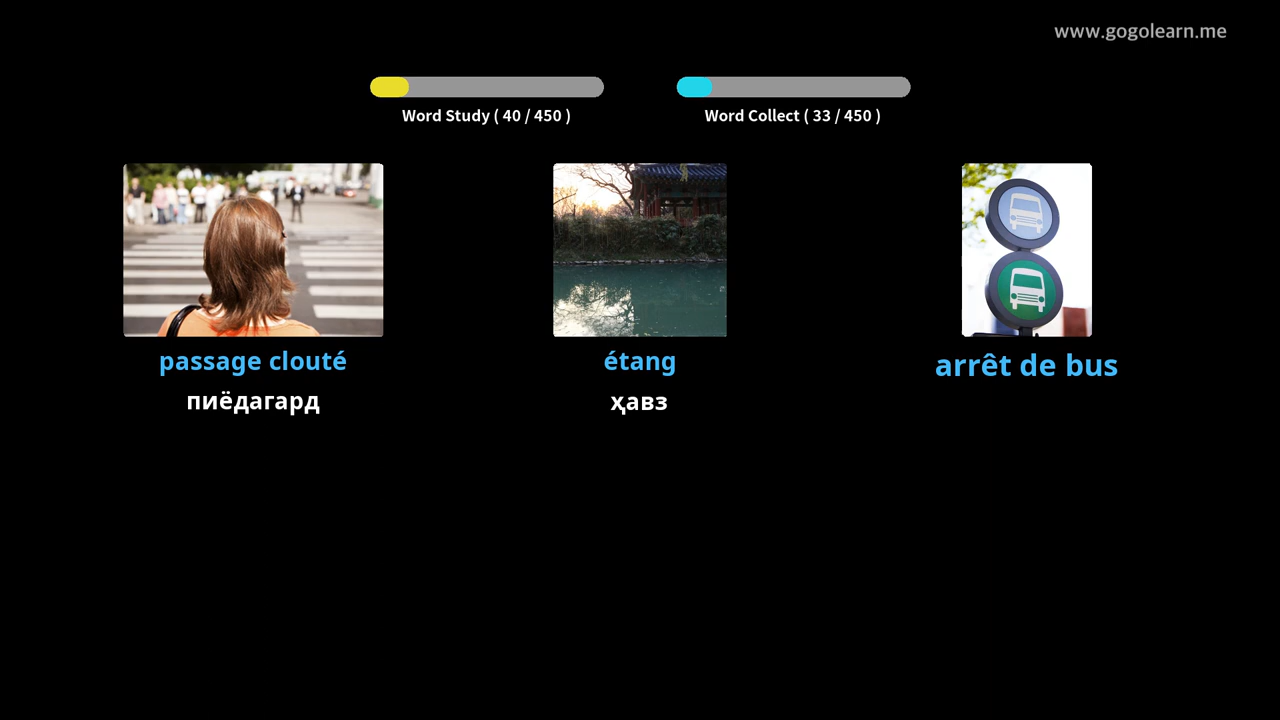 www.gogolearn.me
Word Study ( 40 / 450 )
Word Collect ( 33 / 450 )
passage clouté
étang
arrêt de bus
пиёдагард
ҳавз